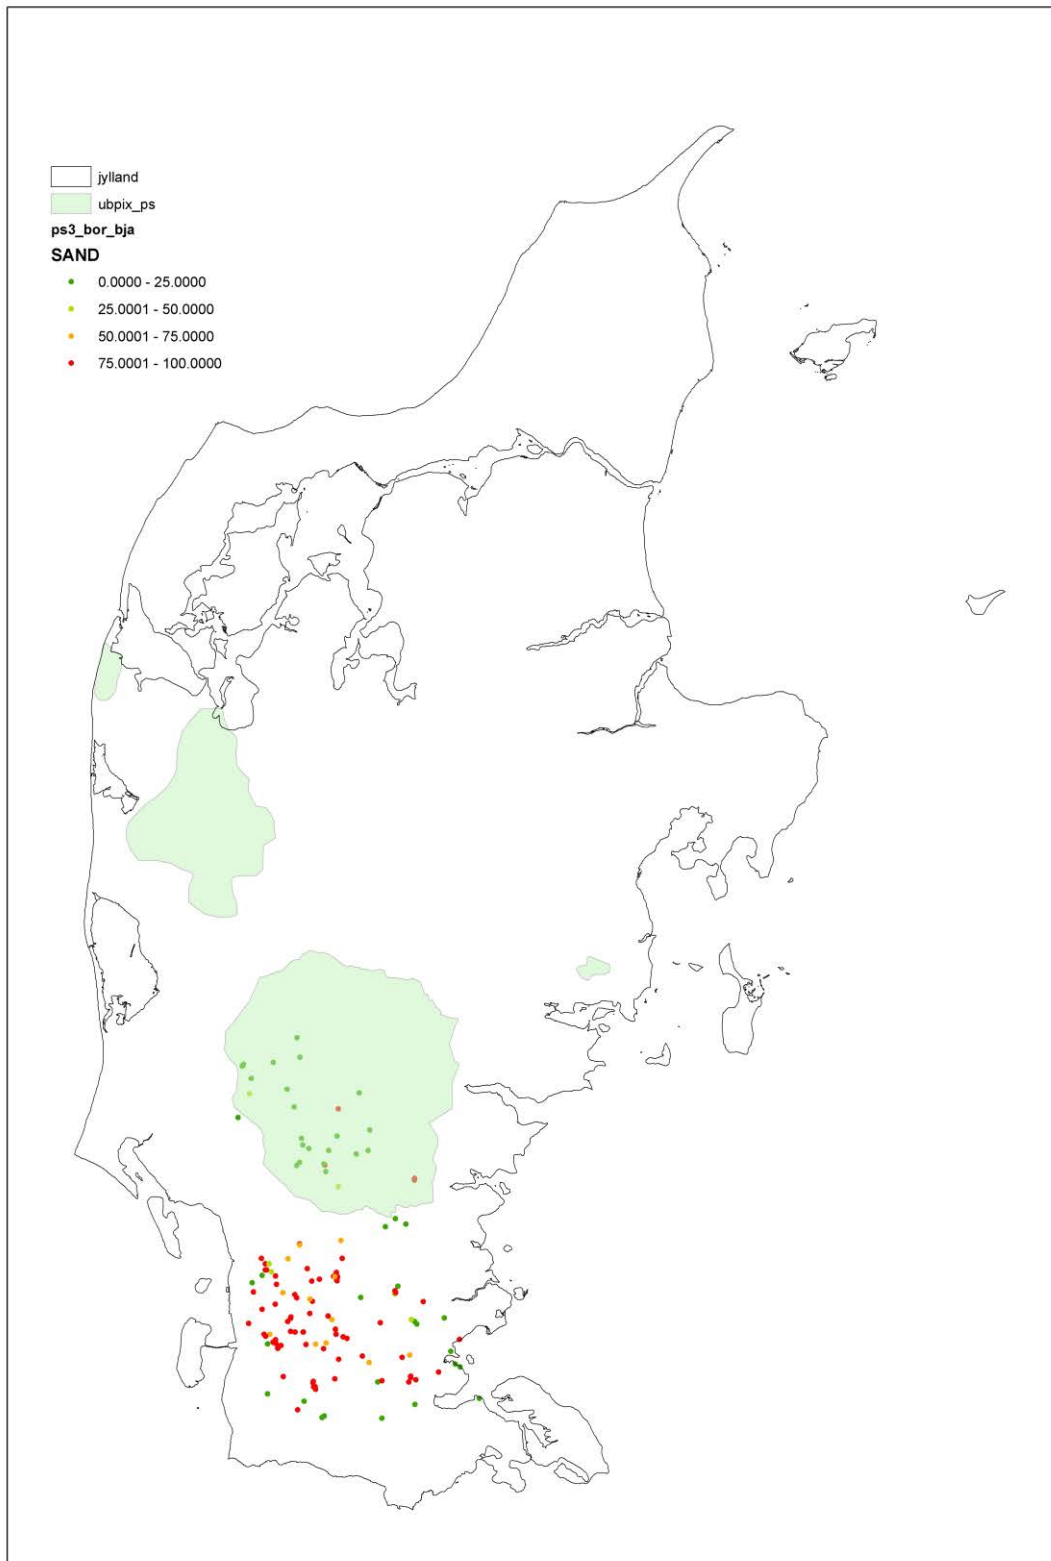 jylland
ubpix_ps
ps3_bor_bja
SAND
0.0000 - 25.0000
25.0001 - 50.0000
50.0001 - 75.0000
75.0001 - 100.0000